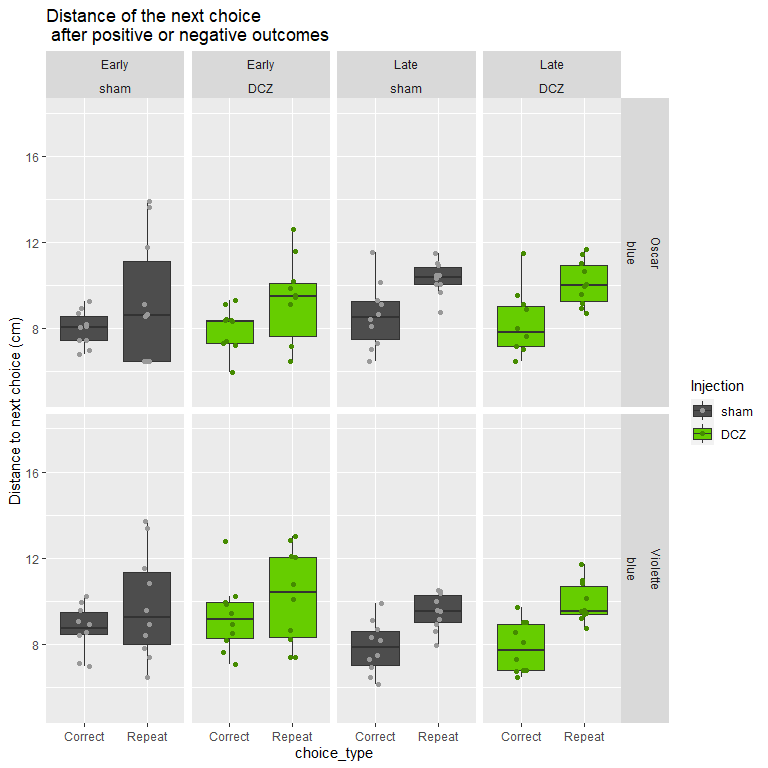 Distance of the next choice
after positive or negative outcomes
Early Early Late Late
sham DCZ sham DCZ
Distance to next choice (cm)
16
12
8
Oscar
blue
16
12
8
Violette
blue
Correct Repeat Correct Repeat Correct Repeat Correct Repeat
choice_type
Injection
sham
DCZ